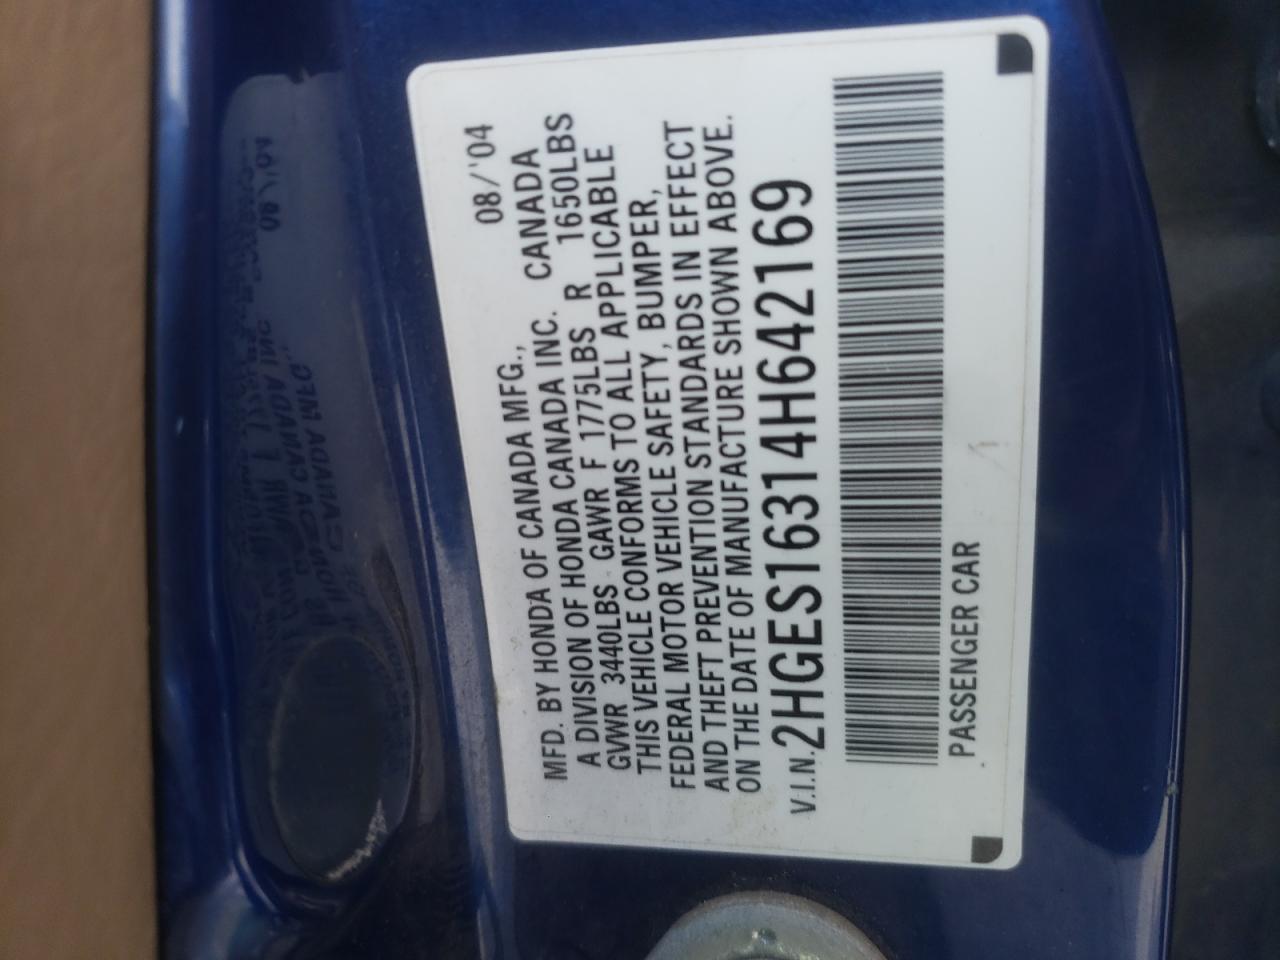 08/'04
MFD. BY HONDA OF CANADA MFG.,
A DIVISION OF HONDA CANADA INC. CANADA
GVWR 3440LBS GAWR F 1775LBS R 1650LBS
THIS VEHICLE CONFORMS TO ALL APPLICABLE
FEDERAL MOTOR VEHICLE SAFETY, BUMPER,
AND THEFT PREVENTION STANDARDS IN EFFECT
ON THE DATE OF MANUFACTURE SHOWN ABOVE.
V.I.N. 2HGES16314H642169
PASSENGER CAR